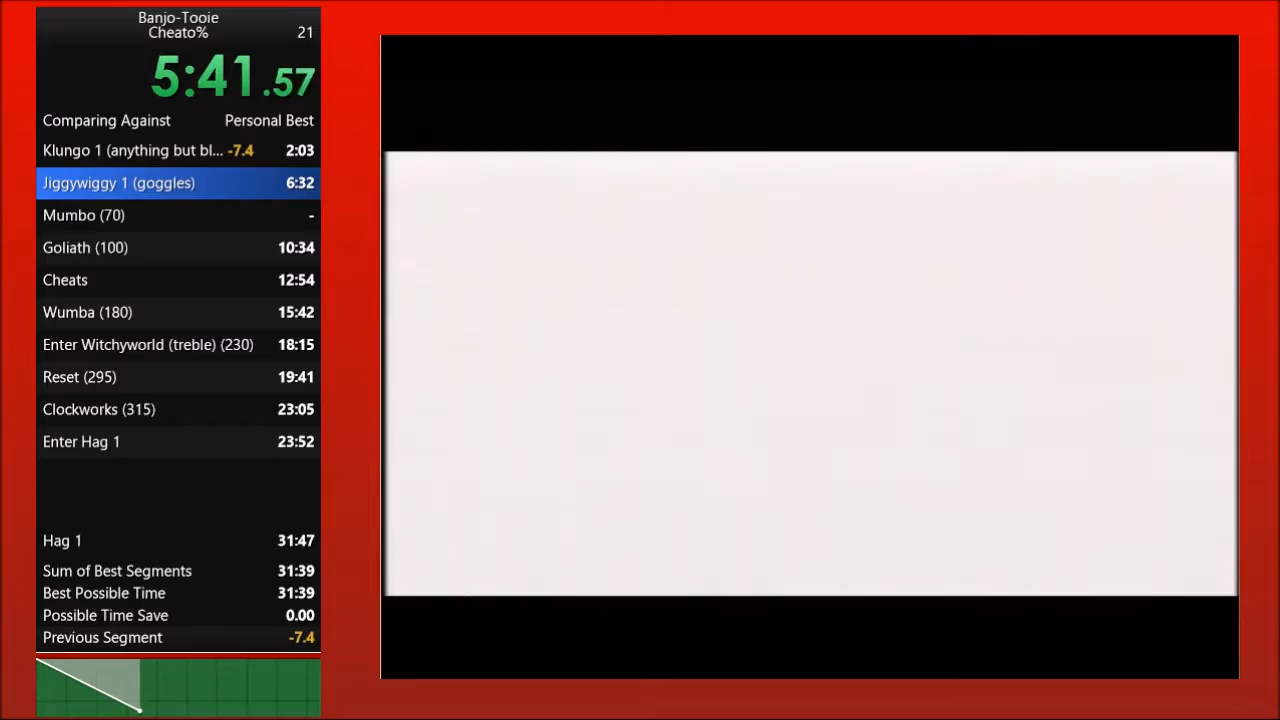 Banjo-Tooie
Cheato% 21
5:41.57
Comparing Against Personal Best
Klungo 1 (anything but bl... -7.4 2:03
Jiggywiggy 1 (goggles) 6:32
Mumbo (70) -
Goliath (100) 10:34
Cheats 12:54
Wumba (180) 15:42
Enter Witchyworld (treble) (230) 18:15
Reset (295) 19:41
Clockworks (315) 23:05
Enter Hag 1 23:52
Hag 1 31:47
Sum of Best Segments 31:39
Best Possible Time 31:39
Possible Time Save 0.00
Previous Segment -7.4